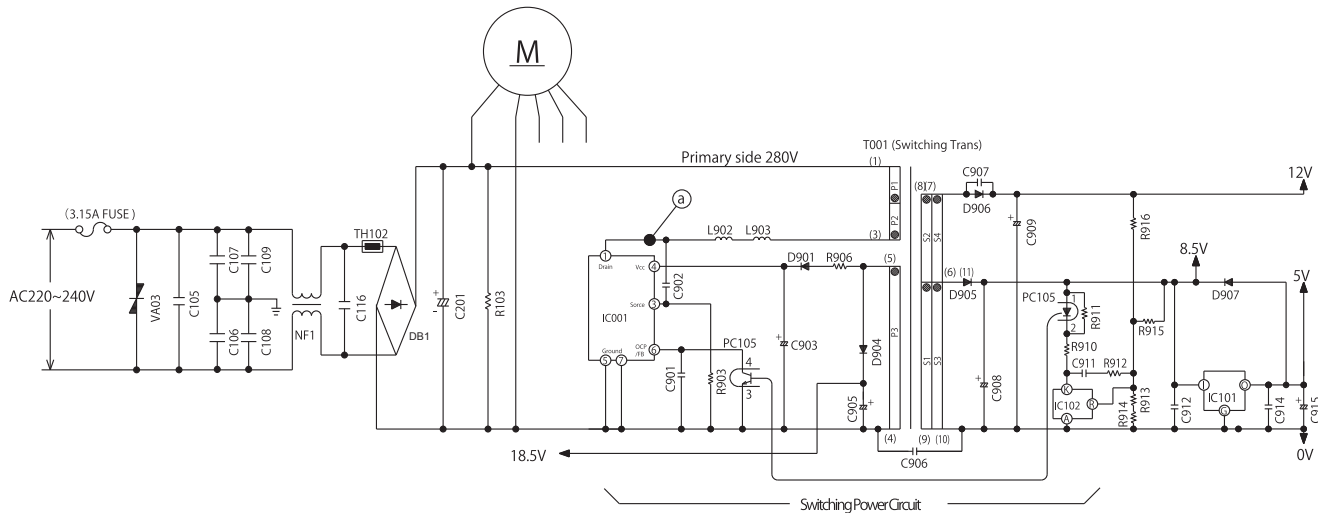 M
T001 (Switching Trans)
Primary side 280V
(1)
P1
P2
(3)
(8)
(7)
C907
D906
12V
(3.15A FUSE )
a
TH102
L902
L903
S2
S4
C909
R916
8.5V
C107
C109
1
Drain
Vcc
4
C902
D901
R906
(5)
(6)
(11)
D905
D907
5V
AC220~240V
VA03
C105
C116
DB1
+
-
C201
R103
Sorce
3
IC001
PC105
1
2
R911
R915
NF1
C106
C108
Ground
5
7
OCP
/FB
6
PC105
4
3
+
C903
D904
P3
S1
S3
+
C908
R910
C911
R912
C901
R903
C905
+
K
IC102
R
A
R914
R913
C912
I
IC101
O
G
C914
+
C915
18.5V
(4)
(9)
(10)
C906
0V
Switching Power Circuit